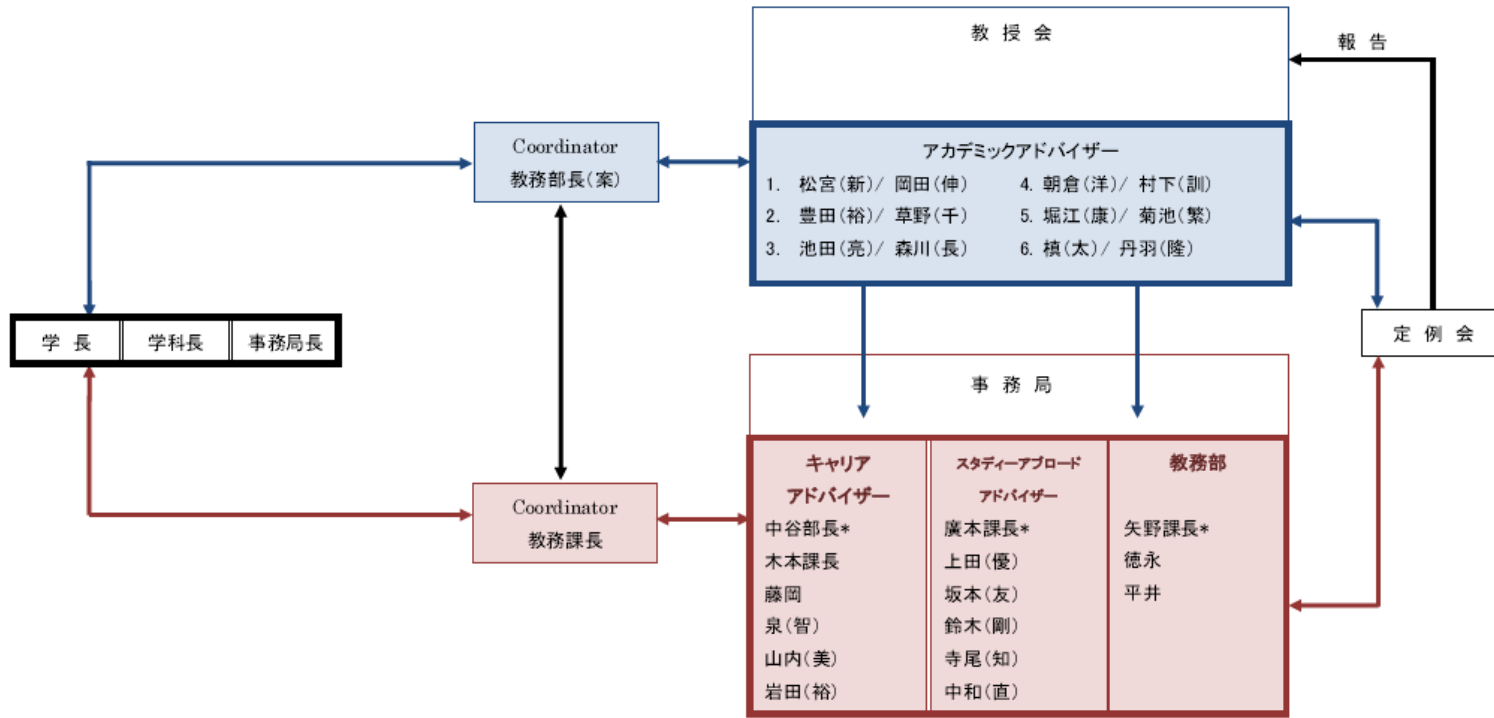 教 授 会
報 告
Coordinator
教務部長(案)
アカデミックアドバイザー
1. 松宮(新)/ 岡田(伸) 4. 朝倉(洋)/ 村下(訓)
2. 豊田(裕)/ 草野(千) 5. 堀江(康)/ 菊池(繁)
3. 池田(亮)/ 森川(長) 6. 槙(太)/ 丹羽(隆)
学 長 学科長 事務局長
定 例 会
事 務 局
Coordinator
教務課長
キャリア
アドバイザー
中谷部長*
木本課長
藤岡
泉(智)
山内(美)
岩田(裕)
スタディーアブロード
アドバイザー
廣本課長*
上田(優)
坂本(友)
鈴木(剛)
寺尾(知)
中和(直)
教務部
矢野課長*
徳永
平井